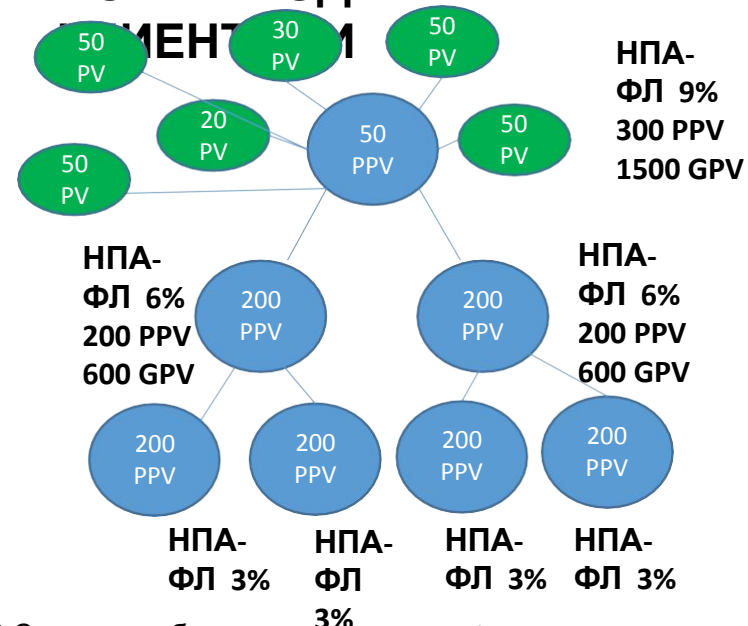 50
PV
30
PV
50
PV
20
PV
50
PPV
50
PV
50
PV
НПА-
ФЛ 9%
300 PPV
1500 GPV
НПА-
ФЛ 6%
200 PPV
600 GPV
200
PPV
200
PPV
НПА-
ФЛ 6%
200 PPV
600 GPV
200
PPV
200
PPV
200
PPV
200
PPV
НПА-
ФЛ 3%
НПА-
ФЛ
3%
НПА-
ФЛ 3%
НПА-
ФЛ 3%